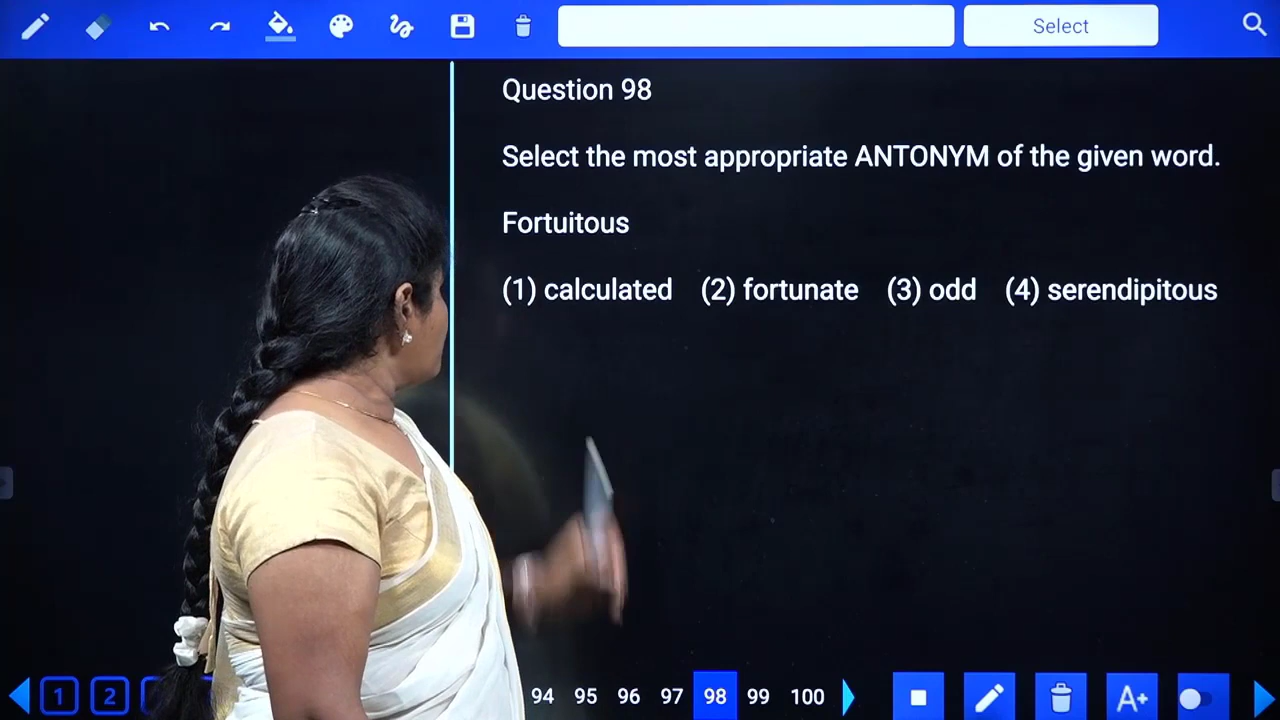 Select
Question 98
Select the most appropriate ANTONYM of the given word.
Fortuitous
(1) calculated (2) fortunate (3) odd (4) serendipitous
1 2 94 95 96 97 98 99 100 A+